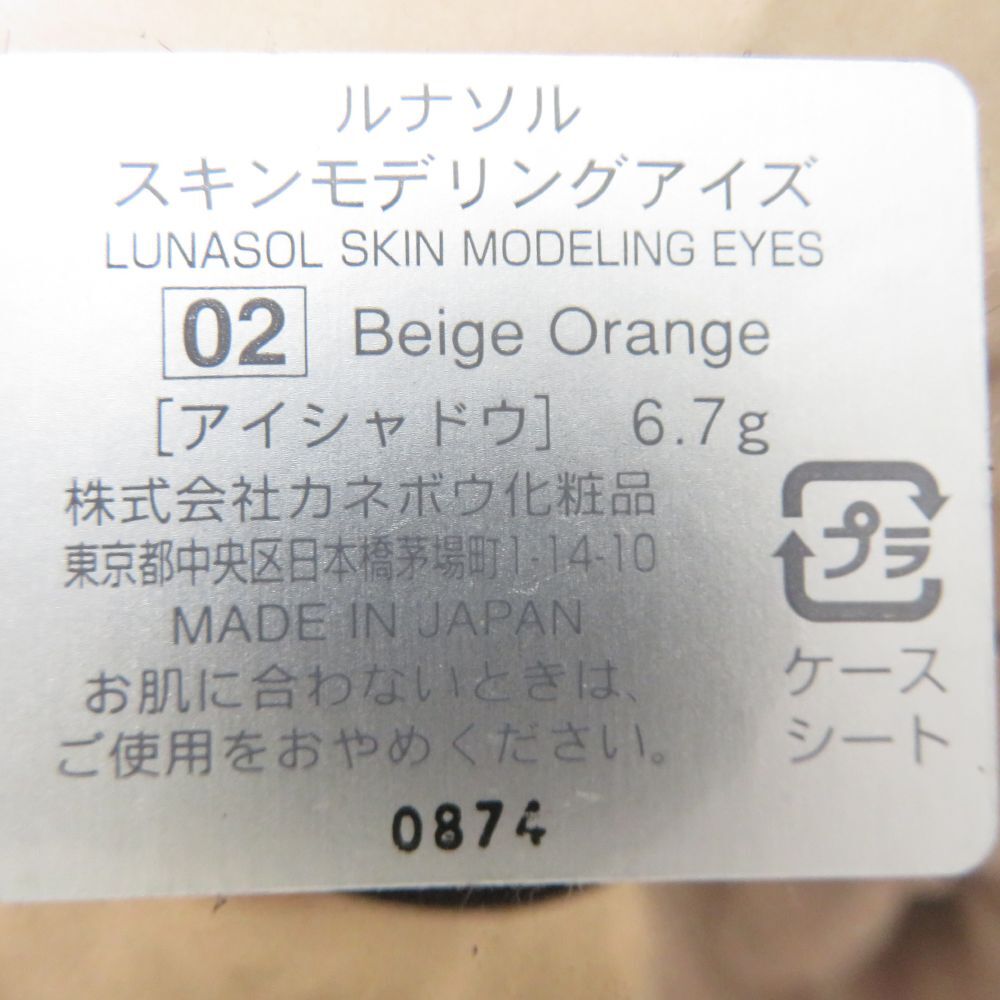 ルナソル
スキンモデリングアイズ
LUNASOL SKIN MODELING EYES
02 Beige Orange
[アイシャドウ] 6.7g
株式会社カネボウ化粧品
東京都中央区日本橋茅場町1-14-10
MADE IN JAPAN
お肌に合わないときは、
ご使用をおやめください。
0874
プラ
ケース
シート